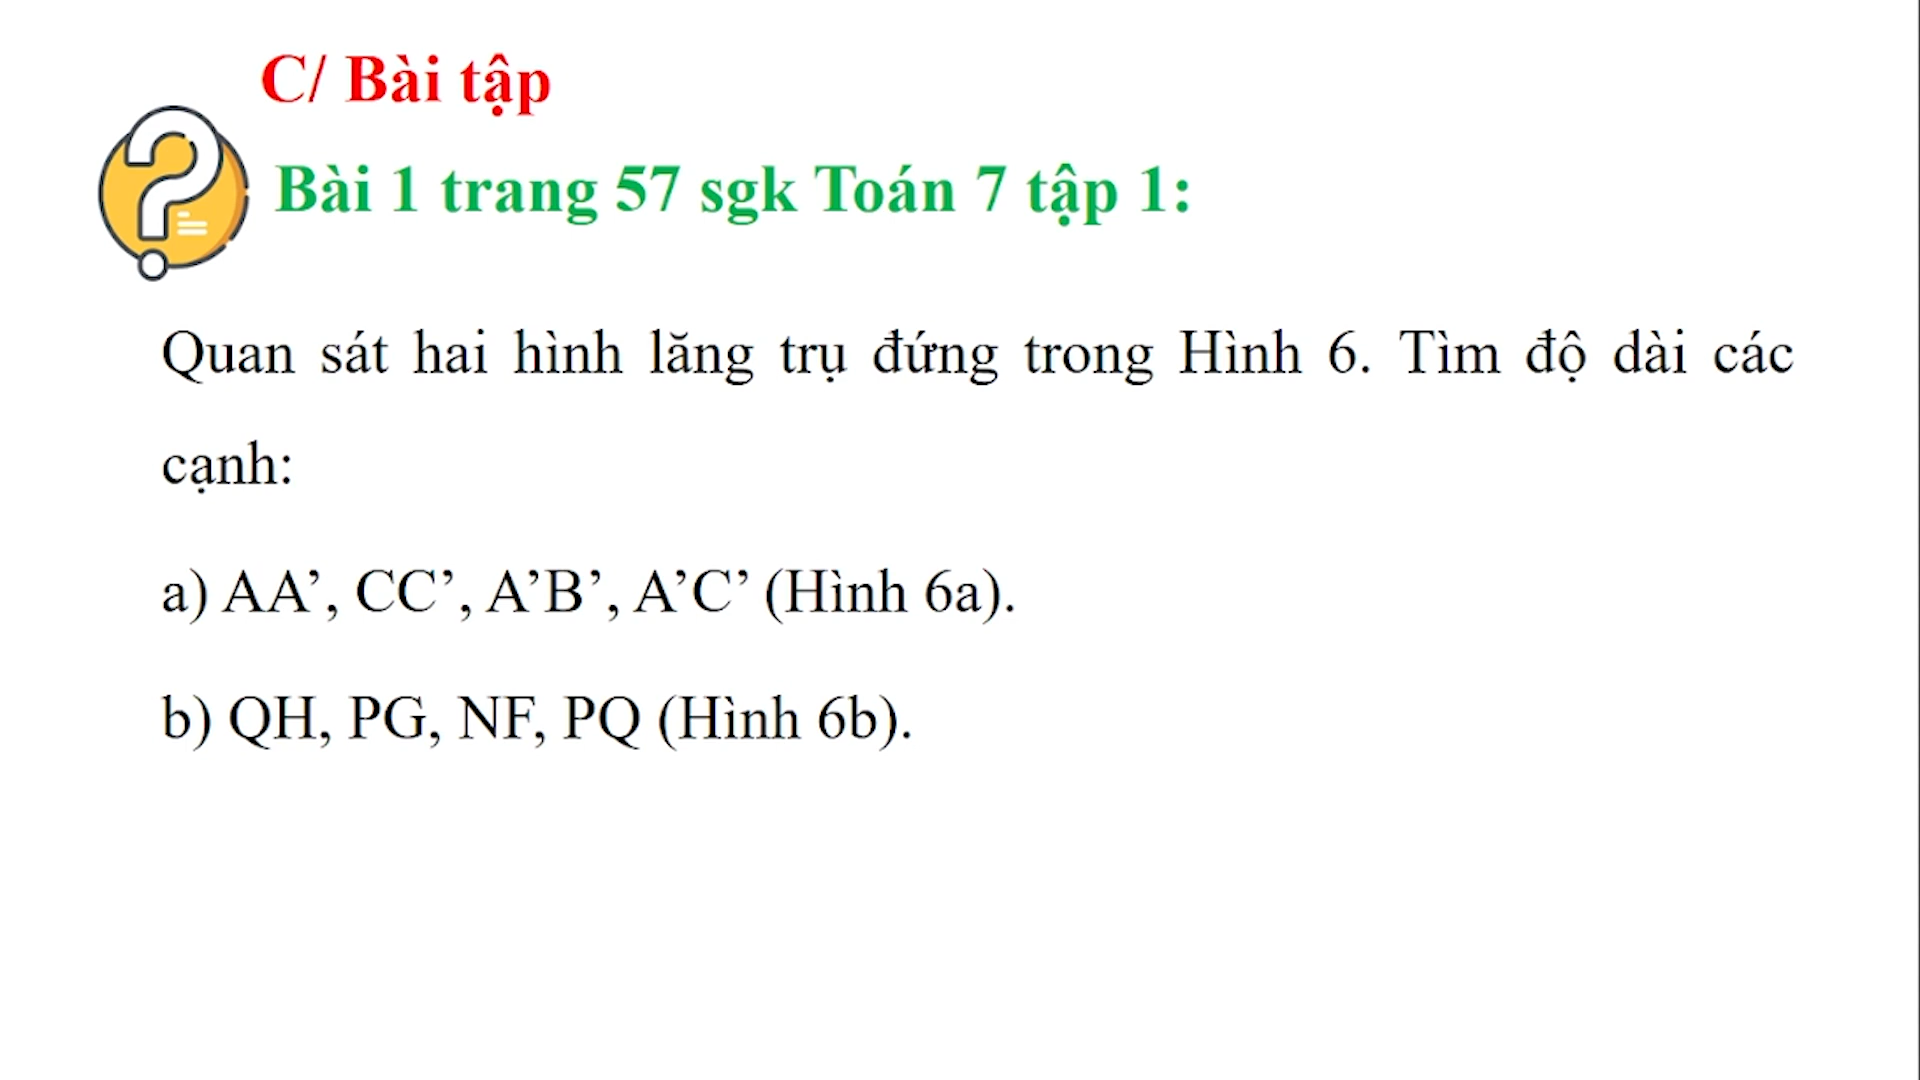 C/ Bài tập
Bài 1 trang 57 sgk Toán 7 tập 1:
Quan sát hai hình lăng trụ đứng trong Hình 6. Tìm độ dài các
cạnh:
a) AA’, CC’, A’B’, A’C’ (Hình 6a).
b) QH, PG, NF, PQ (Hình 6b).